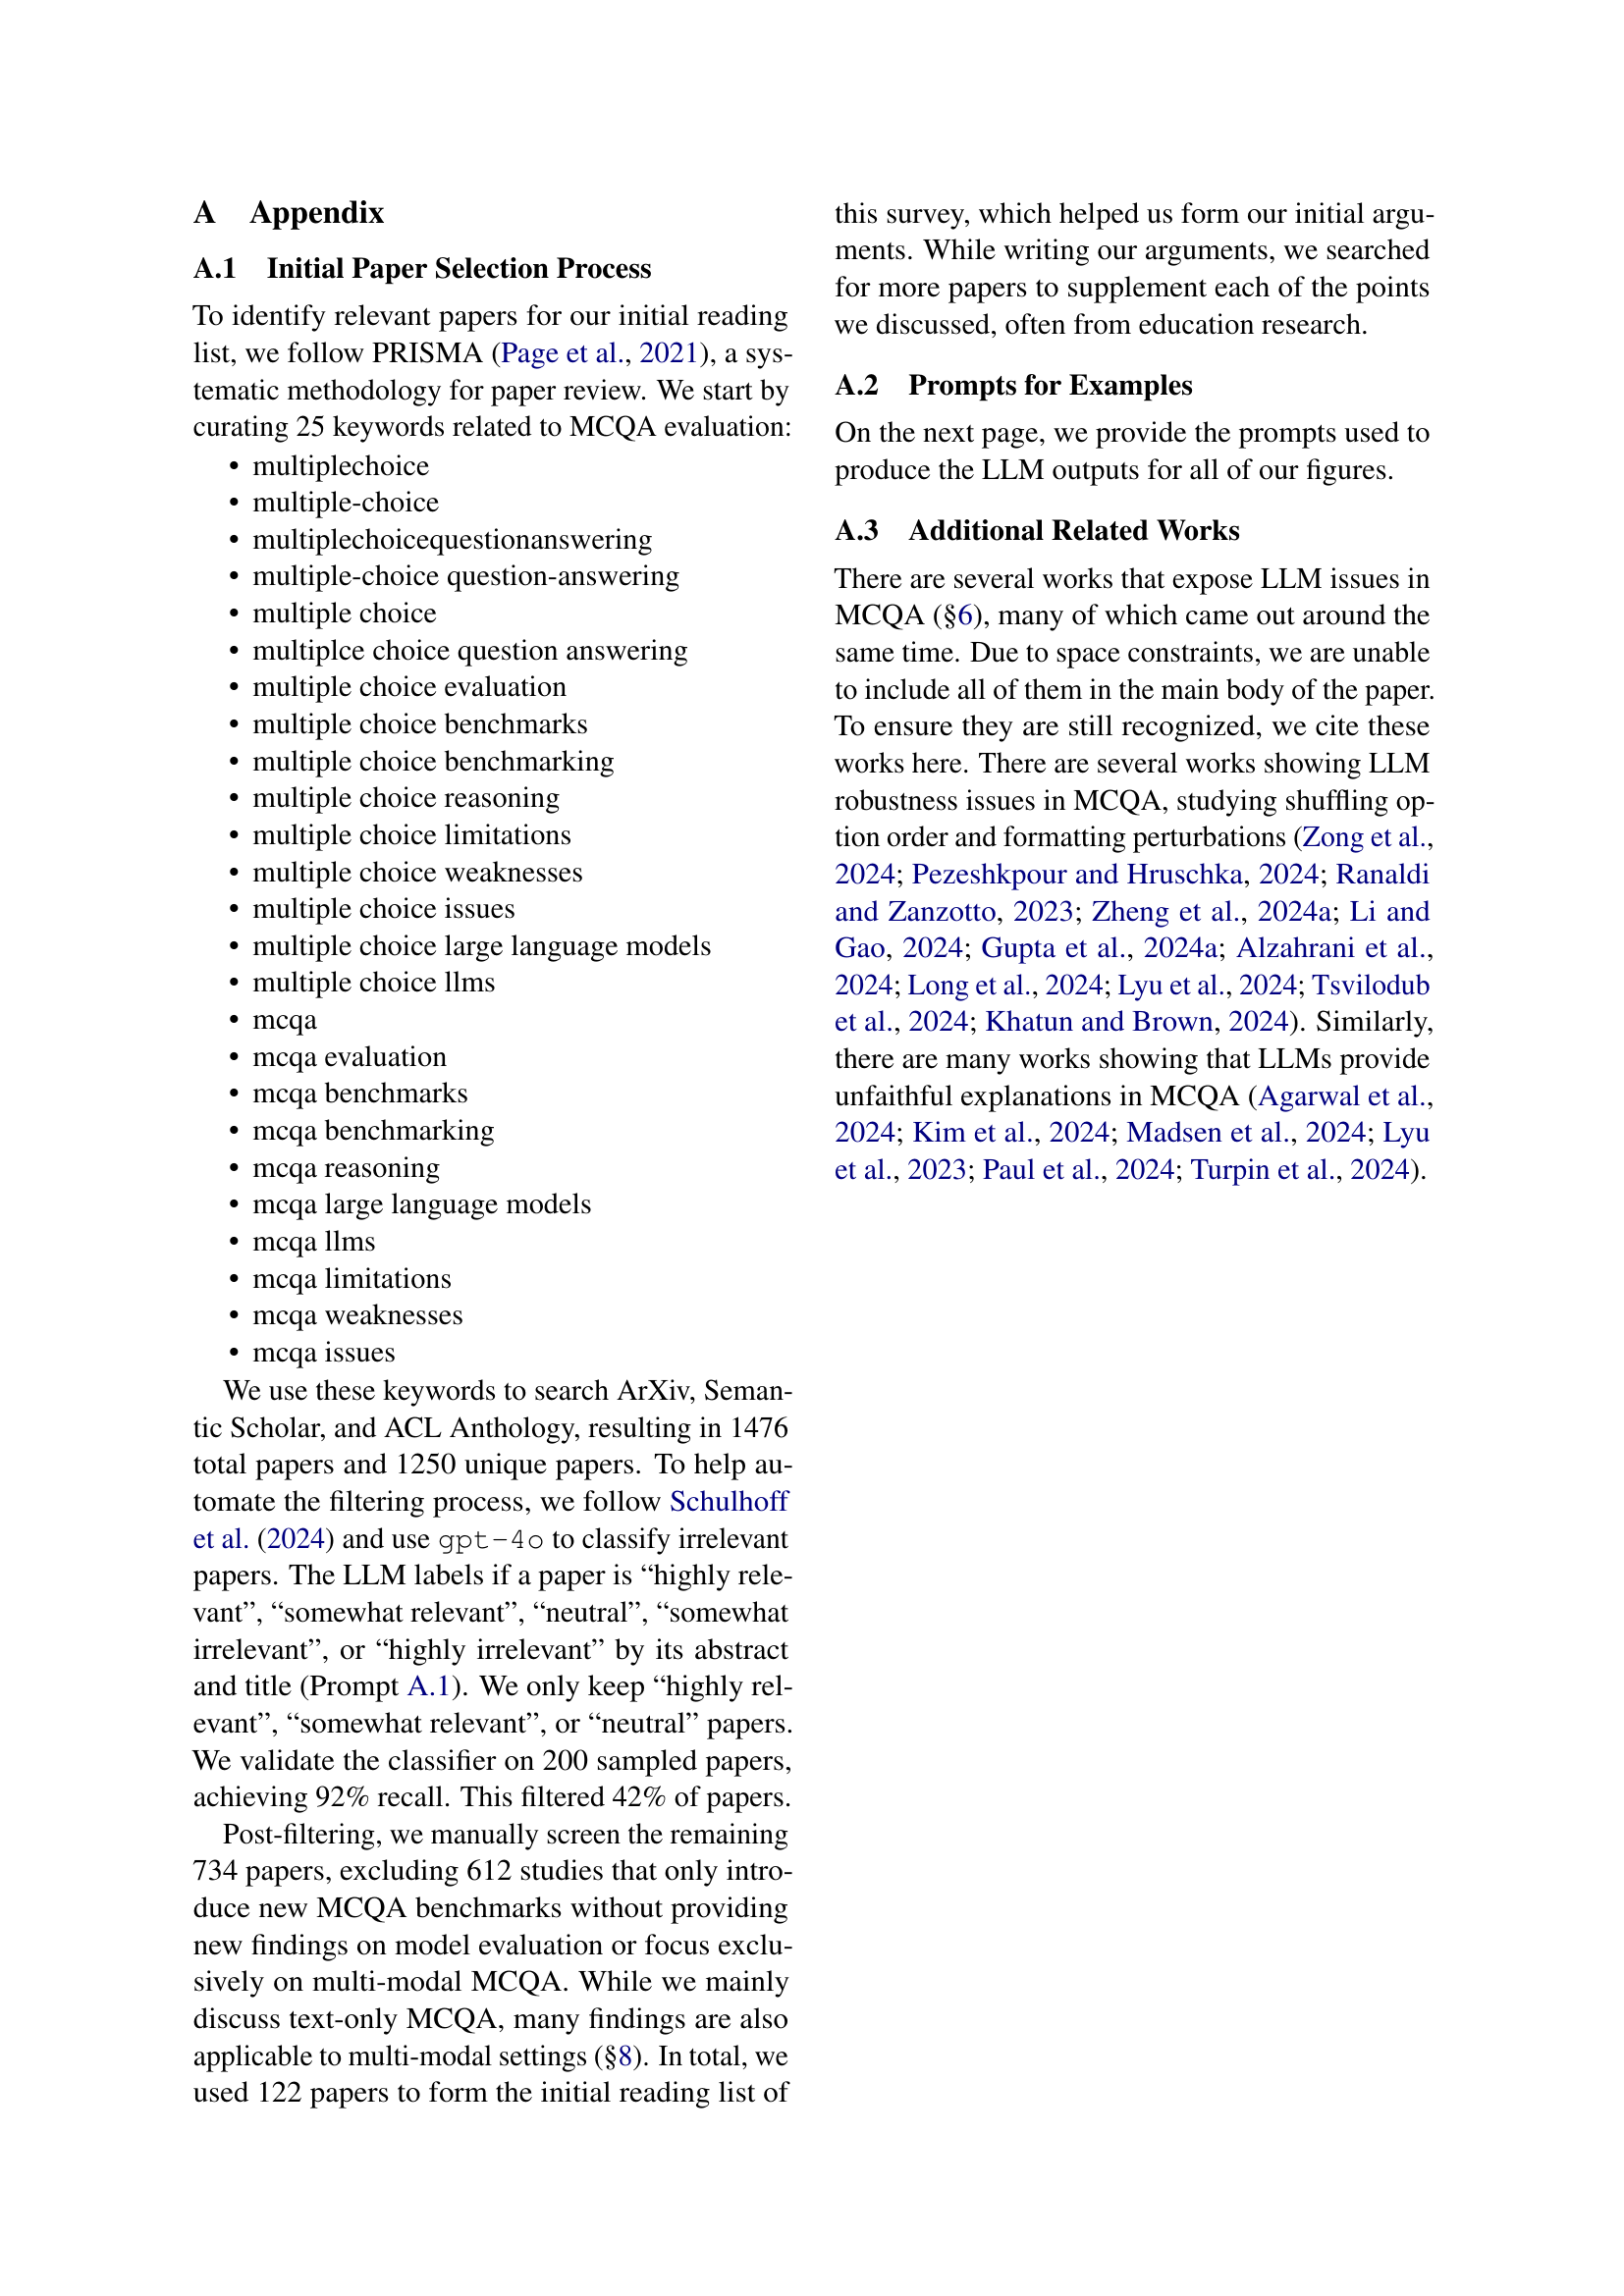 A Appendix
A.1 Initial Paper Selection Process
To identify relevant papers for our initial reading
list, we follow PRISMA (Page et al., 2021), a sys-
tematic methodology for paper review. We start by
curating 25 keywords related to MCQA evaluation:
• multiplechoice
• multiple-choice
• multiplechoicequestionanswering
• multiple-choice question-answering
• multiple choice
• multiplce choice question answering
• multiple choice evaluation
• multiple choice benchmarks
• multiple choice benchmarking
• multiple choice reasoning
• multiple choice limitations
• multiple choice weaknesses
• multiple choice issues
• multiple choice large language models
• multiple choice llms
• mcqa
• mcqa evaluation
• mcqa benchmarks
• mcqa benchmarking
• mcqa reasoning
• mcqa large language models
• mcqa llms
• mcqa limitations
• mcqa weaknesses
• mcqa issues
We use these keywords to search ArXiv, Seman-
tic Scholar, and ACL Anthology, resulting in 1476
total papers and 1250 unique papers. To help au-
tomate the filtering process, we follow Schulhoff
et al. (2024) and use gpt-4o to classify irrelevant
papers. The LLM labels if a paper is “highly rele-
vant”, “somewhat relevant”, “neutral”, “somewhat
irrelevant”, or “highly irrelevant” by its abstract
and title (Prompt A.1). We only keep “highly rel-
evant”, “somewhat relevant”, or “neutral” papers.
We validate the classifier on 200 sampled papers,
achieving 92% recall. This filtered 42% of papers.
Post-filtering, we manually screen the remaining
734 papers, excluding 612 studies that only intro-
duce new MCQA benchmarks without providing
new findings on model evaluation or focus exclu-
sively on multi-modal MCQA. While we mainly
discuss text-only MCQA, many findings are also
applicable to multi-modal settings (§8). In total, we
used 122 papers to form the initial reading list of
this survey, which helped us form our initial argu-
ments. While writing our arguments, we searched
for more papers to supplement each of the points
we discussed, often from education research.
A.2 Prompts for Examples
On the next page, we provide the prompts used to
produce the LLM outputs for all of our figures.
A.3 Additional Related Works
There are several works that expose LLM issues in
MCQA (§6), many of which came out around the
same time. Due to space constraints, we are unable
to include all of them in the main body of the paper.
To ensure they are still recognized, we cite these
works here. There are several works showing LLM
robustness issues in MCQA, studying shuffling op-
tion order and formatting perturbations (Zong et al.,
2024; Pezeshkpour and Hruschka, 2024; Ranaldi
and Zanzotto, 2023; Zheng et al., 2024a; Li and
Gao, 2024; Gupta et al., 2024a; Alzahrani et al.,
2024; Long et al., 2024; Lyu et al., 2024; Tsvilodub
et al., 2024; Khatun and Brown, 2024). Similarly,
there are many works showing that LLMs provide
unfaithful explanations in MCQA (Agarwal et al.,
2024; Kim et al., 2024; Madsen et al., 2024; Lyu
et al., 2023; Paul et al., 2024; Turpin et al., 2024).